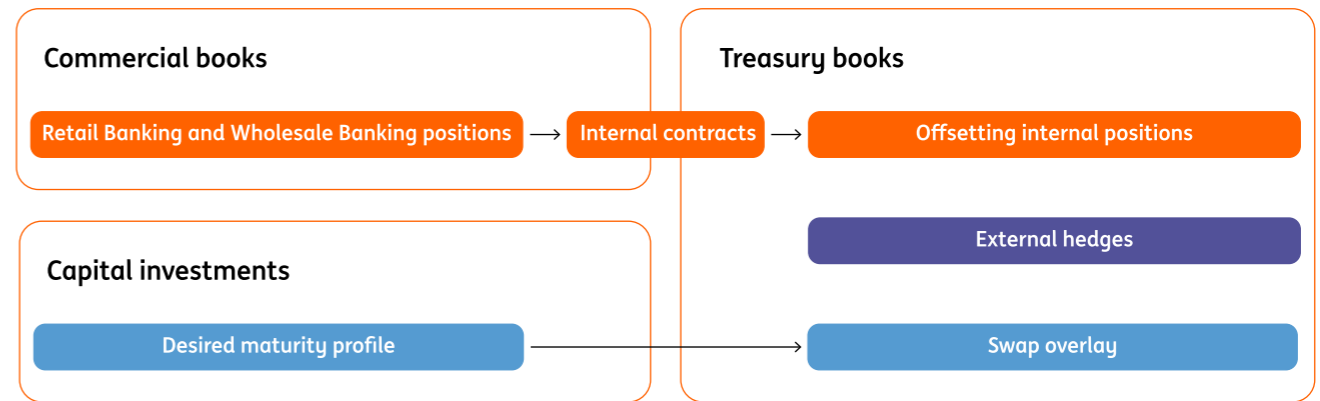 Commercial books
Retail Banking and Wholesale Banking positions
Internal contracts
Treasury books
Offsetting internal positions
External hedges
Capital investments
Desired maturity profile
Swap overlay